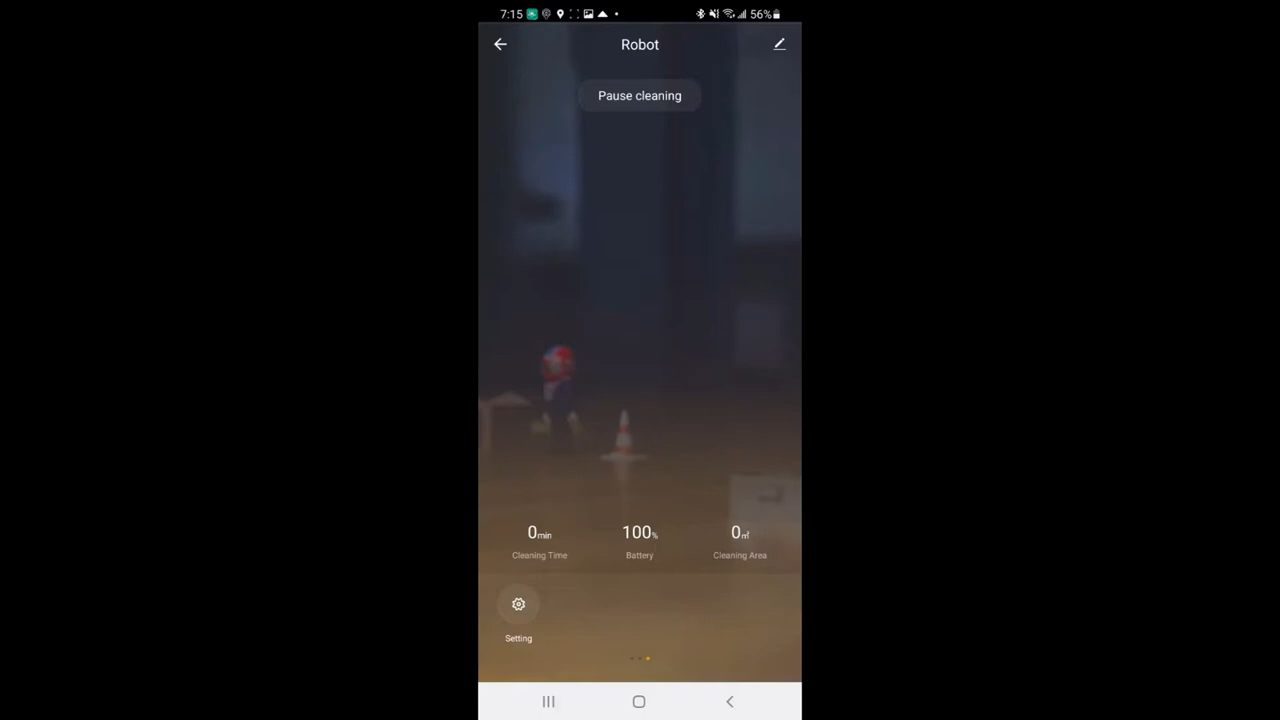 7:15 56%
Robot
Pause cleaning
0min 100% 0㎡
Cleaning Time Battery Cleaning Area
Setting